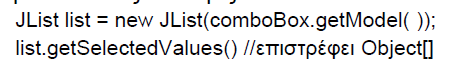 JList list = new JList(comboBox.getModel( ));
list.getSelectedValues() //επιστρέφει Object[]